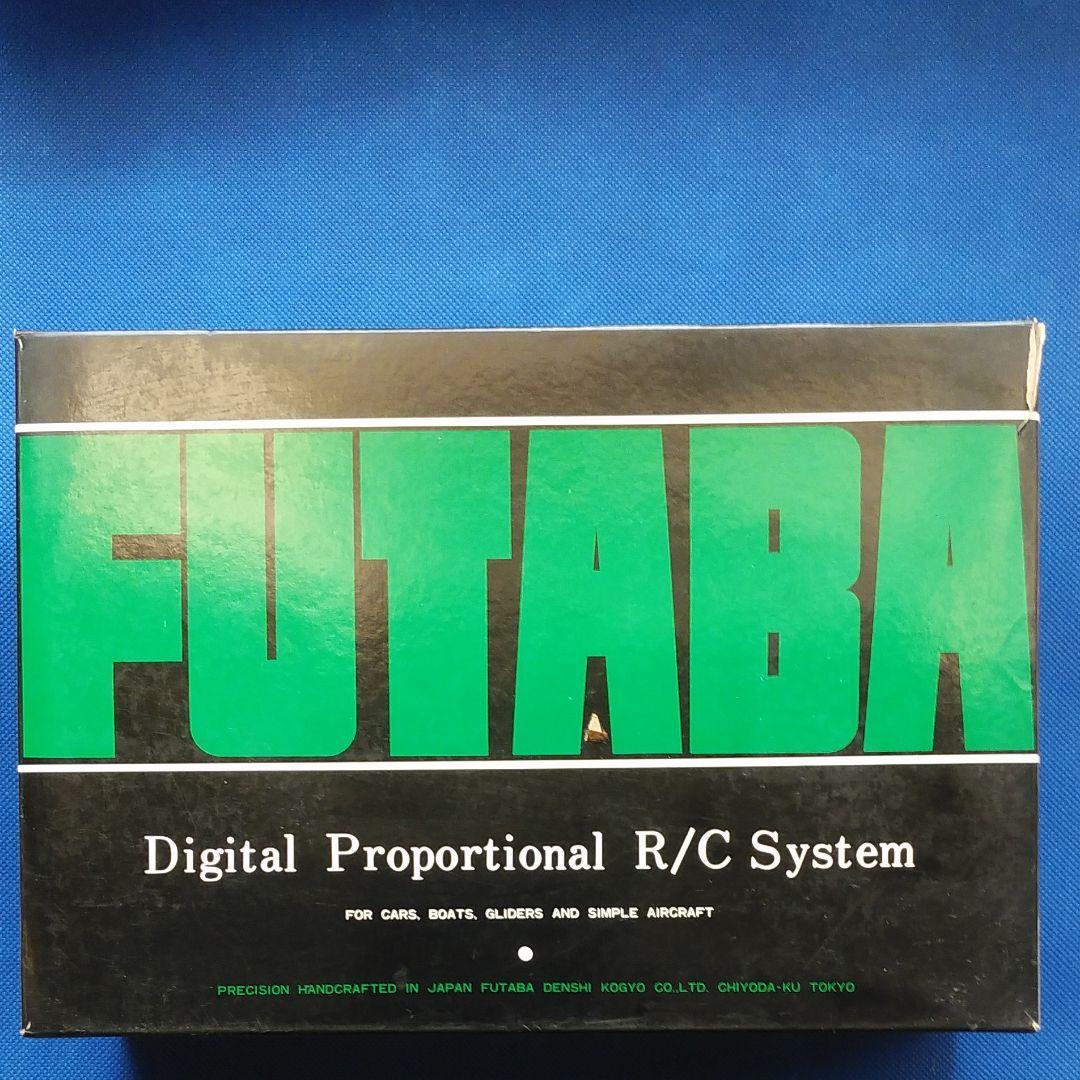 FUTABA
Digital Proportional R/C System
FOR CARS, BOATS, GLIDERS AND SIMPLE AIRCRAFT
PRECISION HANDCRAFTED IN JAPAN FUTABA DENSHI KOGYO CO.,LTD. CHIYODA-KU TOKYO